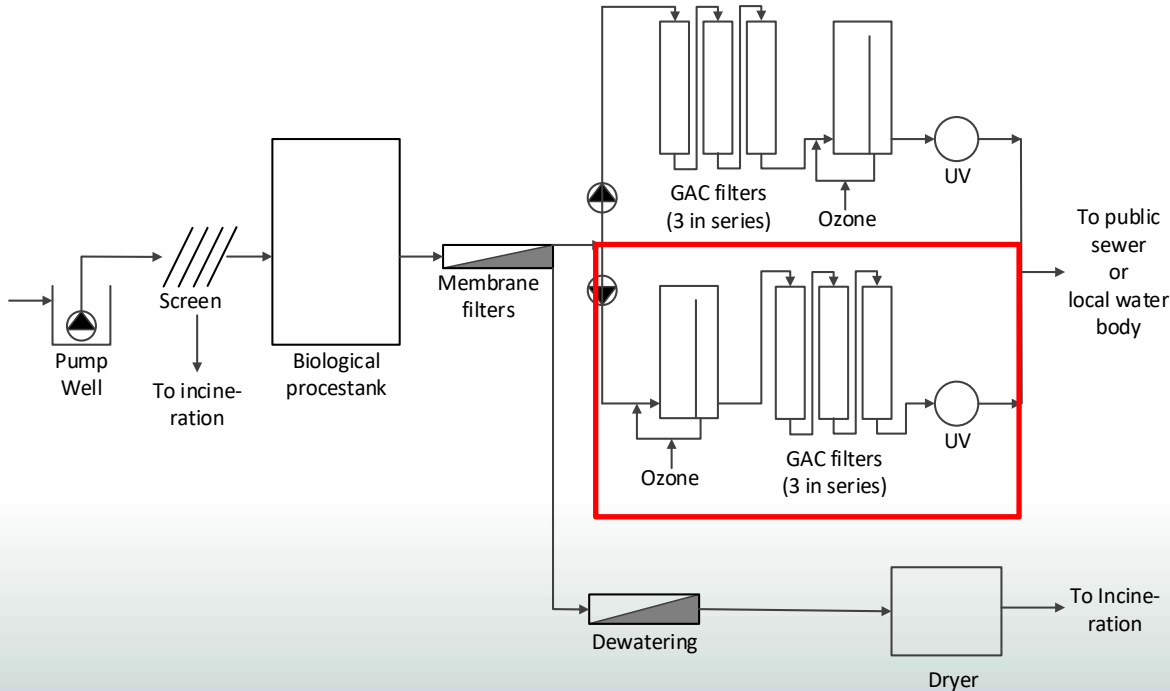 GAC filters
(3 in series)
Ozone
UV
To public
sewer
or
local water
body
Screen
Membrane
filters
Pump
Well
To incine-
ration
Biological
procestank
Ozone
GAC filters
(3 in series)
UV
Dewatering
Dryer
To Incine-
ration